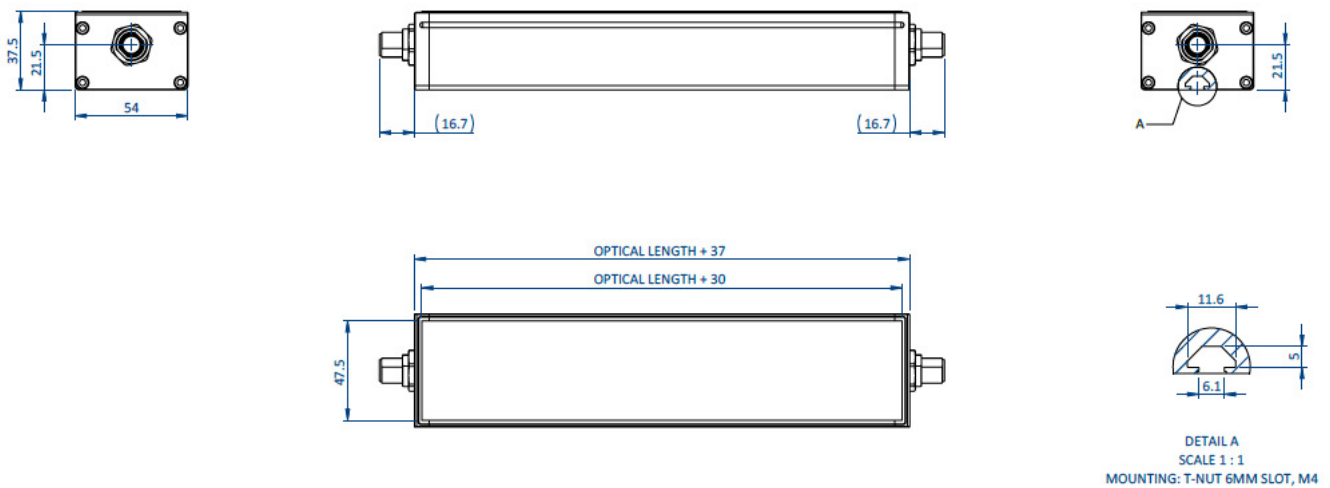 37.5
21.5
54
(16.7)
(16.7)
21.5
A
OPTICAL LENGTH + 37
OPTICAL LENGTH + 30
47.5
11.6
5
6.1
DETAIL A
SCALE 1 : 1
MOUNTING: T-NUT 6MM SLOT, M4